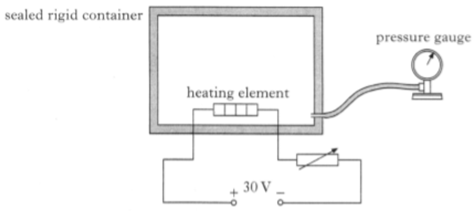 sealed rigid container
pressure gauge
heating element
+ 30 V −